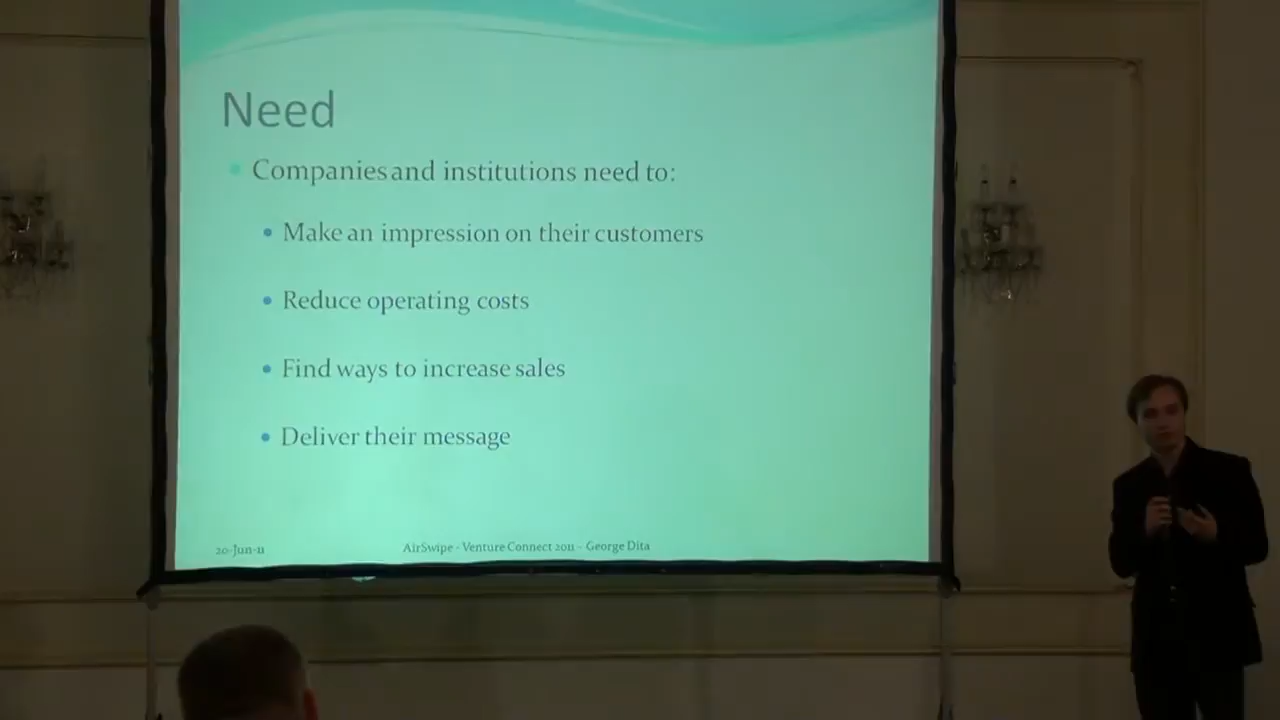 Need
Companies and institutions need to:
Make an impression on their customers
Reduce operating costs
Find ways to increase sales
Deliver their message
20-Jun-11
AirSwipe - Venture Connect 2011 - George Dita